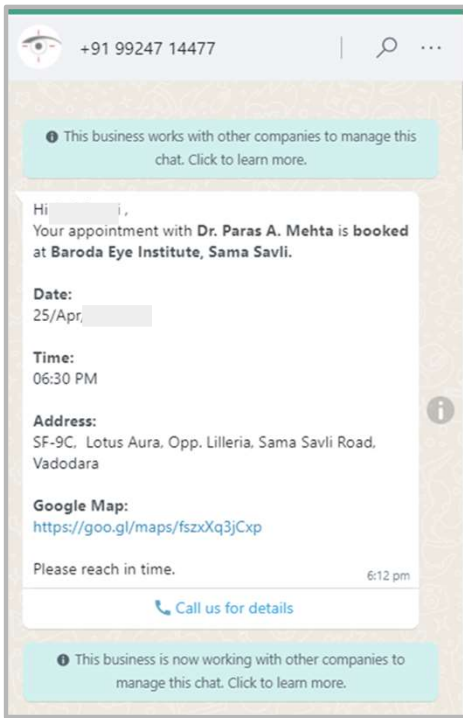 +91 99247 14477
This business works with other companies to manage this
chat. Click to learn more.
Hi i ,
Your appointment with Dr. Paras A. Mehta is booked
at Baroda Eye Institute, Sama Savli.
Date:
25/Apr,
Time:
06:30 PM
Address:
SF-9C, Lotus Aura, Opp. Lilleria, Sama Savli Road,
Vadodara
Google Map:
https://goo.gl/maps/fszxXq3jCxp
Please reach in time.
6:12 pm
Call us for details
This business is now working with other companies to
manage this chat. Click to learn more.